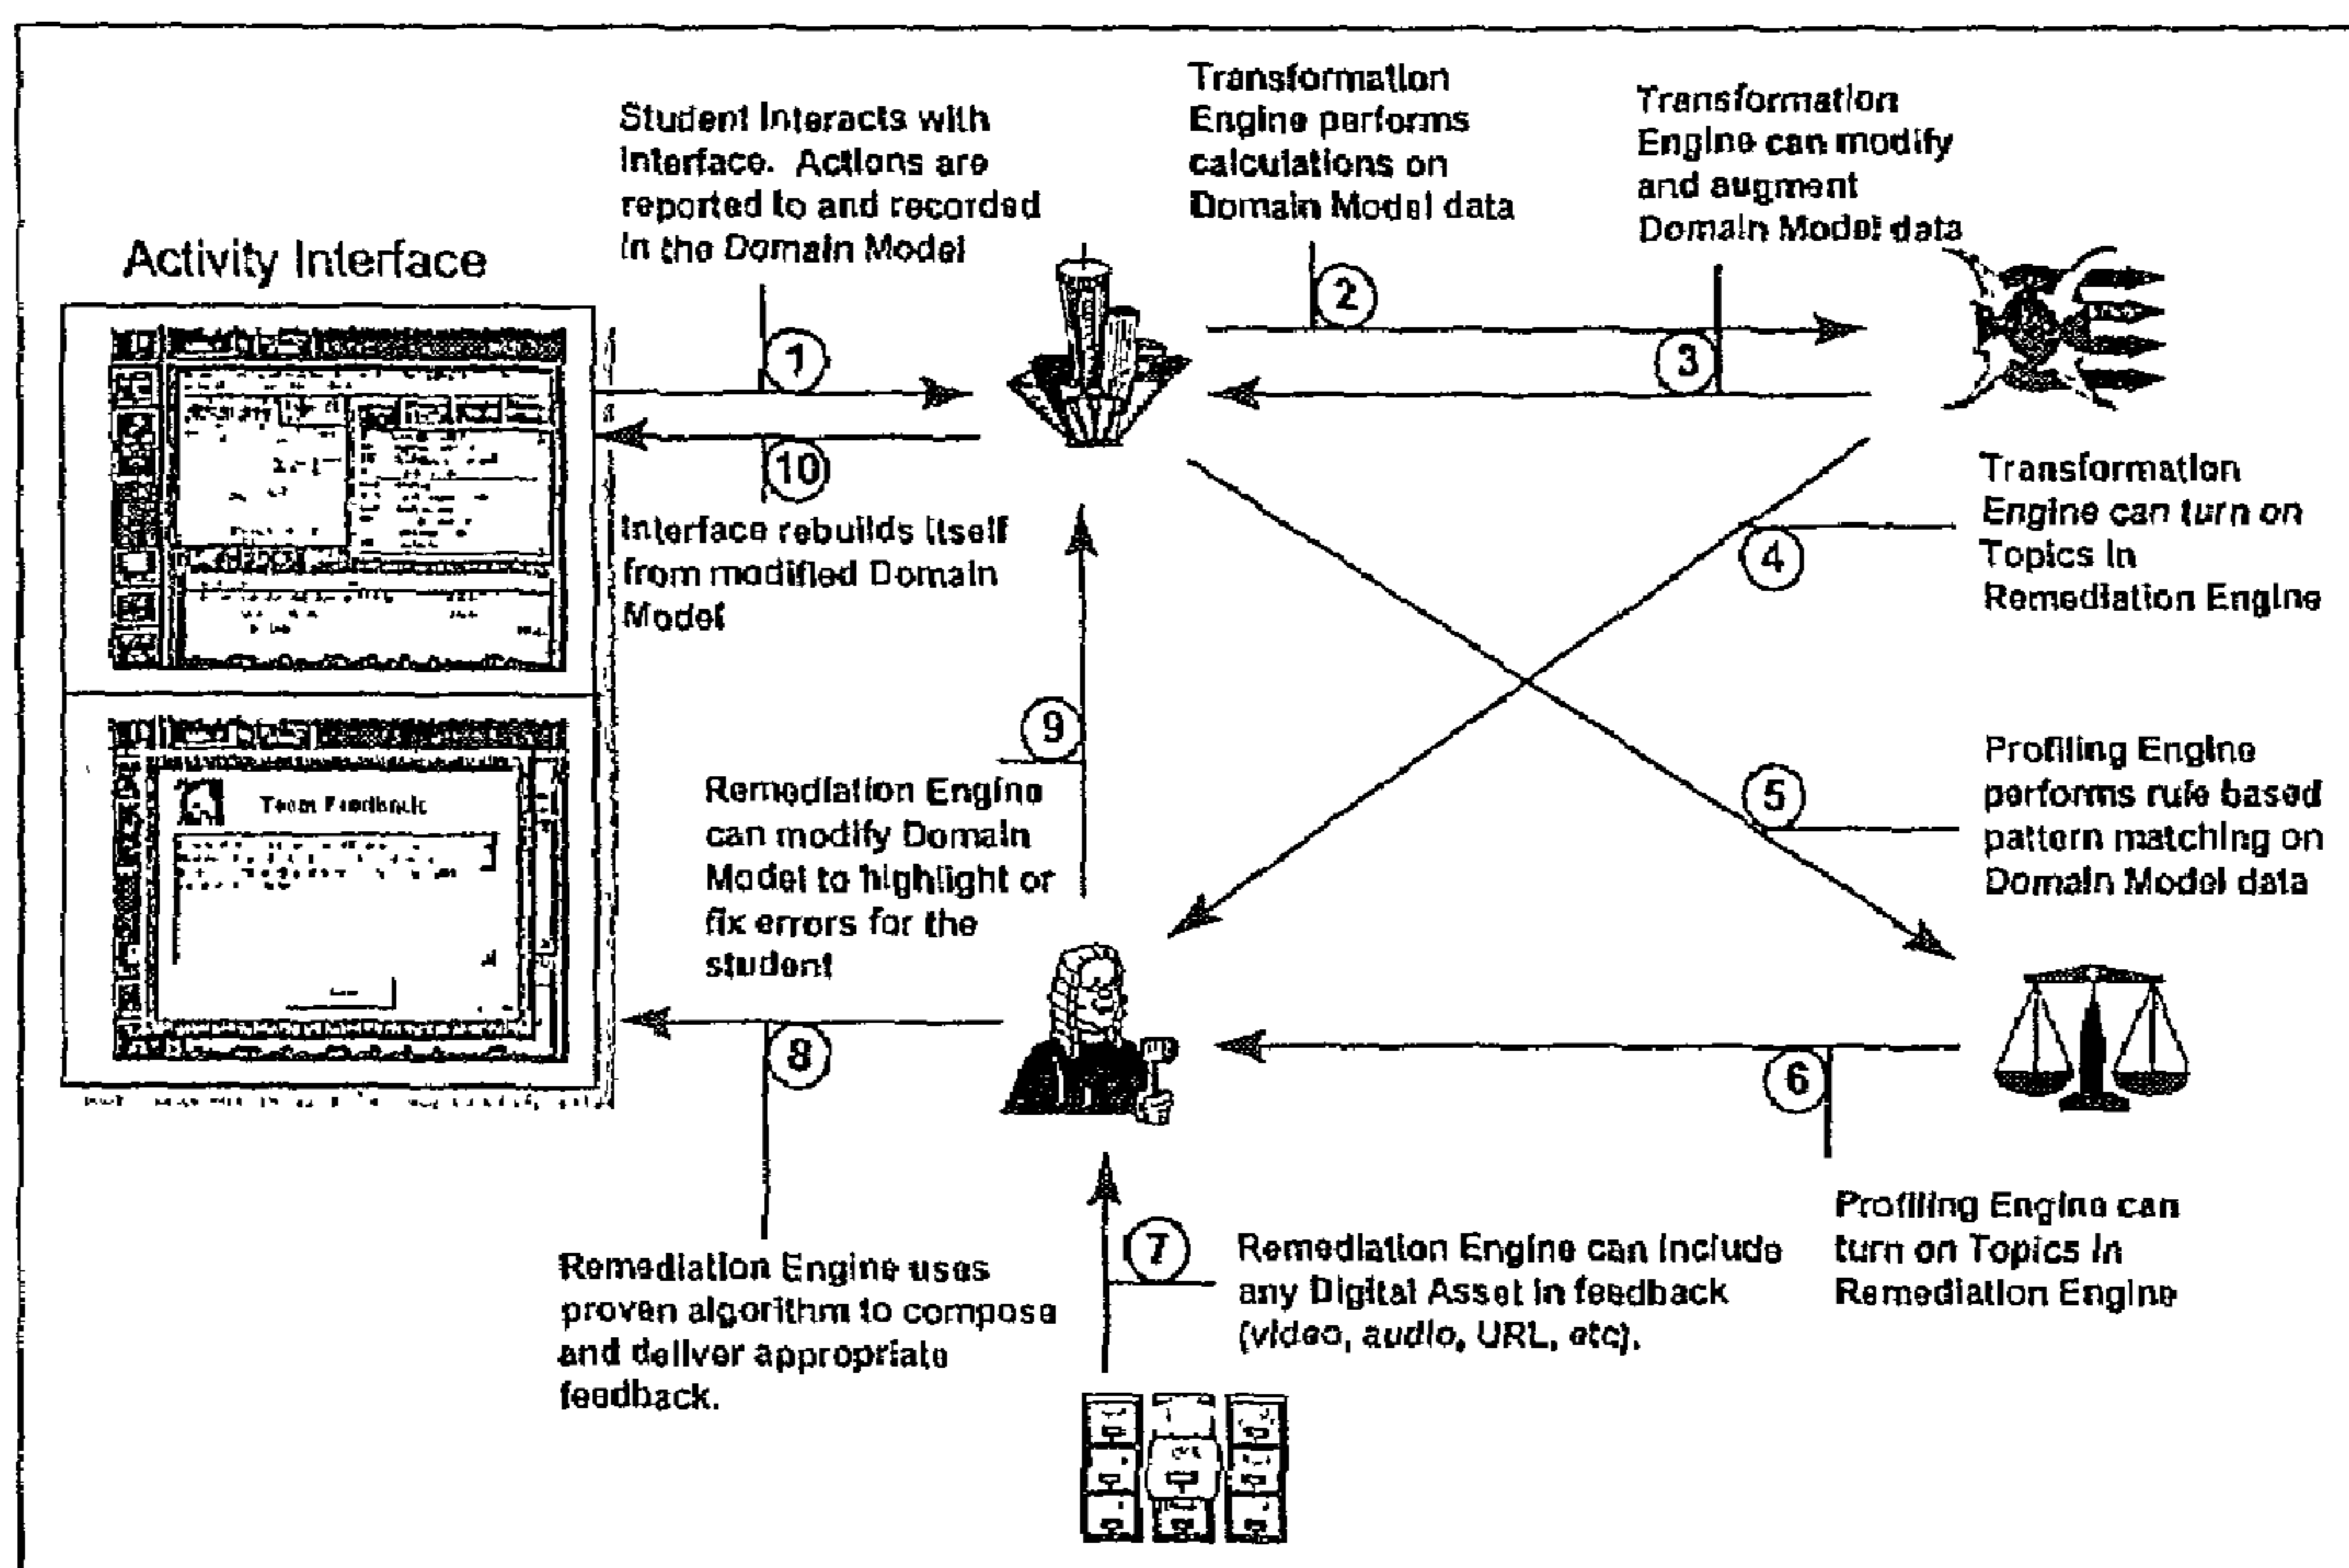 Activity Interface
Student Interacts with
Interface. Actions are
reported to and recorded
in the Domain Model
1
Transformation
Engine performs
calculations on
Domain Model data
2
Transformation
Engine can modify
and augment
Domain Model data
3
10
Interface rebuilds itself
from modified Domain
Model
Transformation
Engine can turn on
Topics in
Remediation Engine
4
Profiling Engine
performs rule based
pattern matching on
Domain Model data
5
9
Remediation Engine
can modify Domain
Model to highlight or
fix errors for the
student
Team Feedback
8
6
Remediation Engine uses
proven algorithm to compose
and deliver appropriate
feedback.
7
Remediation Engine can include
any Digital Asset in feedback
(video, audio, URL, etc).
Profiling Engine can
turn on Topics in
Remediation Engine